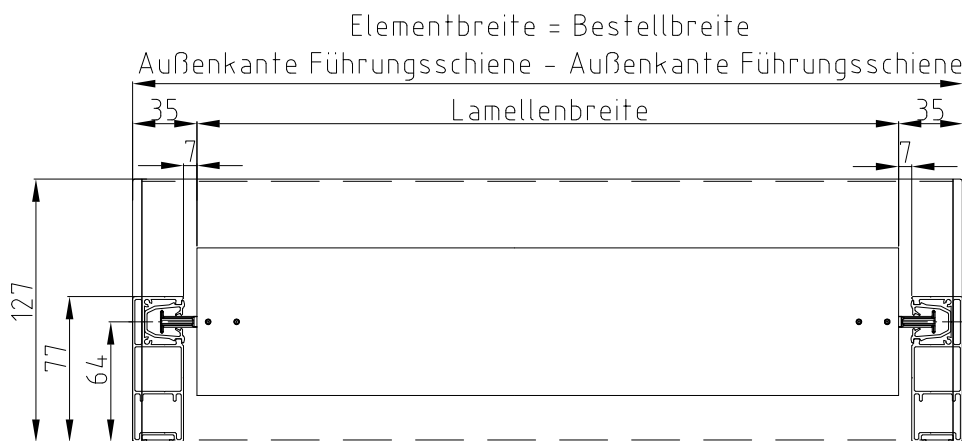 Elementbreite = Bestellbreite
Außenkante Führungsschiene - Außenkante Führungsschiene
35
Lamellenbreite
35
7
7
127
77
64